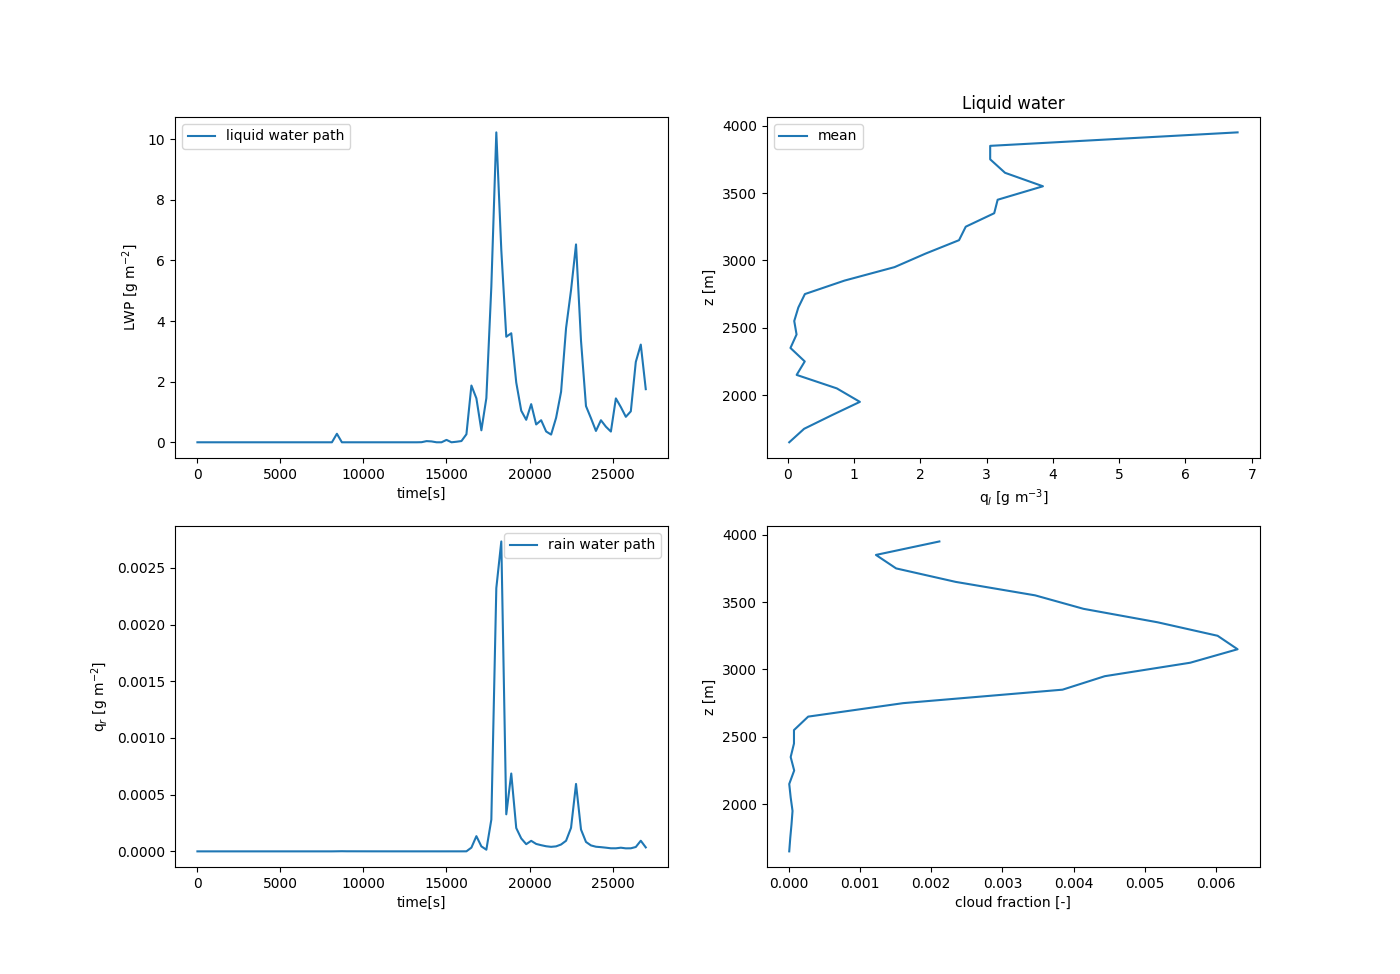 liquid water path
10
8
6
4
2
0
LWP [g m⁻²]
0 5000 10000 15000 20000 25000
time[s]
Liquid water
mean
4000
3500
3000
2500
2000
z [m]
0 1 2 3 4 5 6 7
qₗ [g m⁻³]
rain water path
0.0025
0.0020
0.0015
0.0010
0.0005
0.0000
qᵣ [g m⁻²]
0 5000 10000 15000 20000 25000
time[s]
4000
3500
3000
2500
2000
z [m]
0.000 0.001 0.002 0.003 0.004 0.005 0.006
cloud fraction [-]